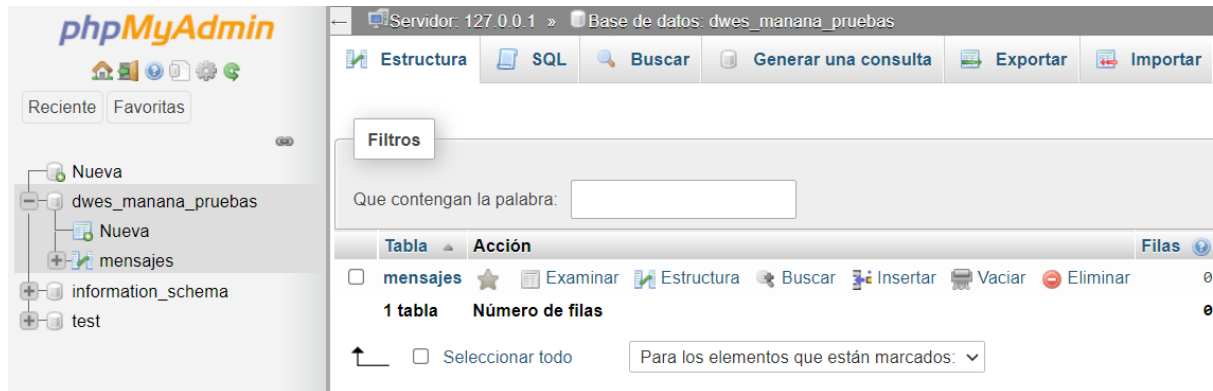 phpMyAdmin
Reciente Favoritas
Nueva
dwes_manana_pruebas
Nueva
mensajes
information_schema
test
Servidor: 127.0.0.1 » Base de datos: dwes_manana_pruebas
Estructura SQL Buscar Generar una consulta Exportar Importar
Filtros
Que contengan la palabra:
Tabla Acción Filas
mensajes Examinar Estructura Buscar Insertar Vaciar Eliminar 0
1 tabla Número de filas 0
Seleccionar todo Para los elementos que están marcados: